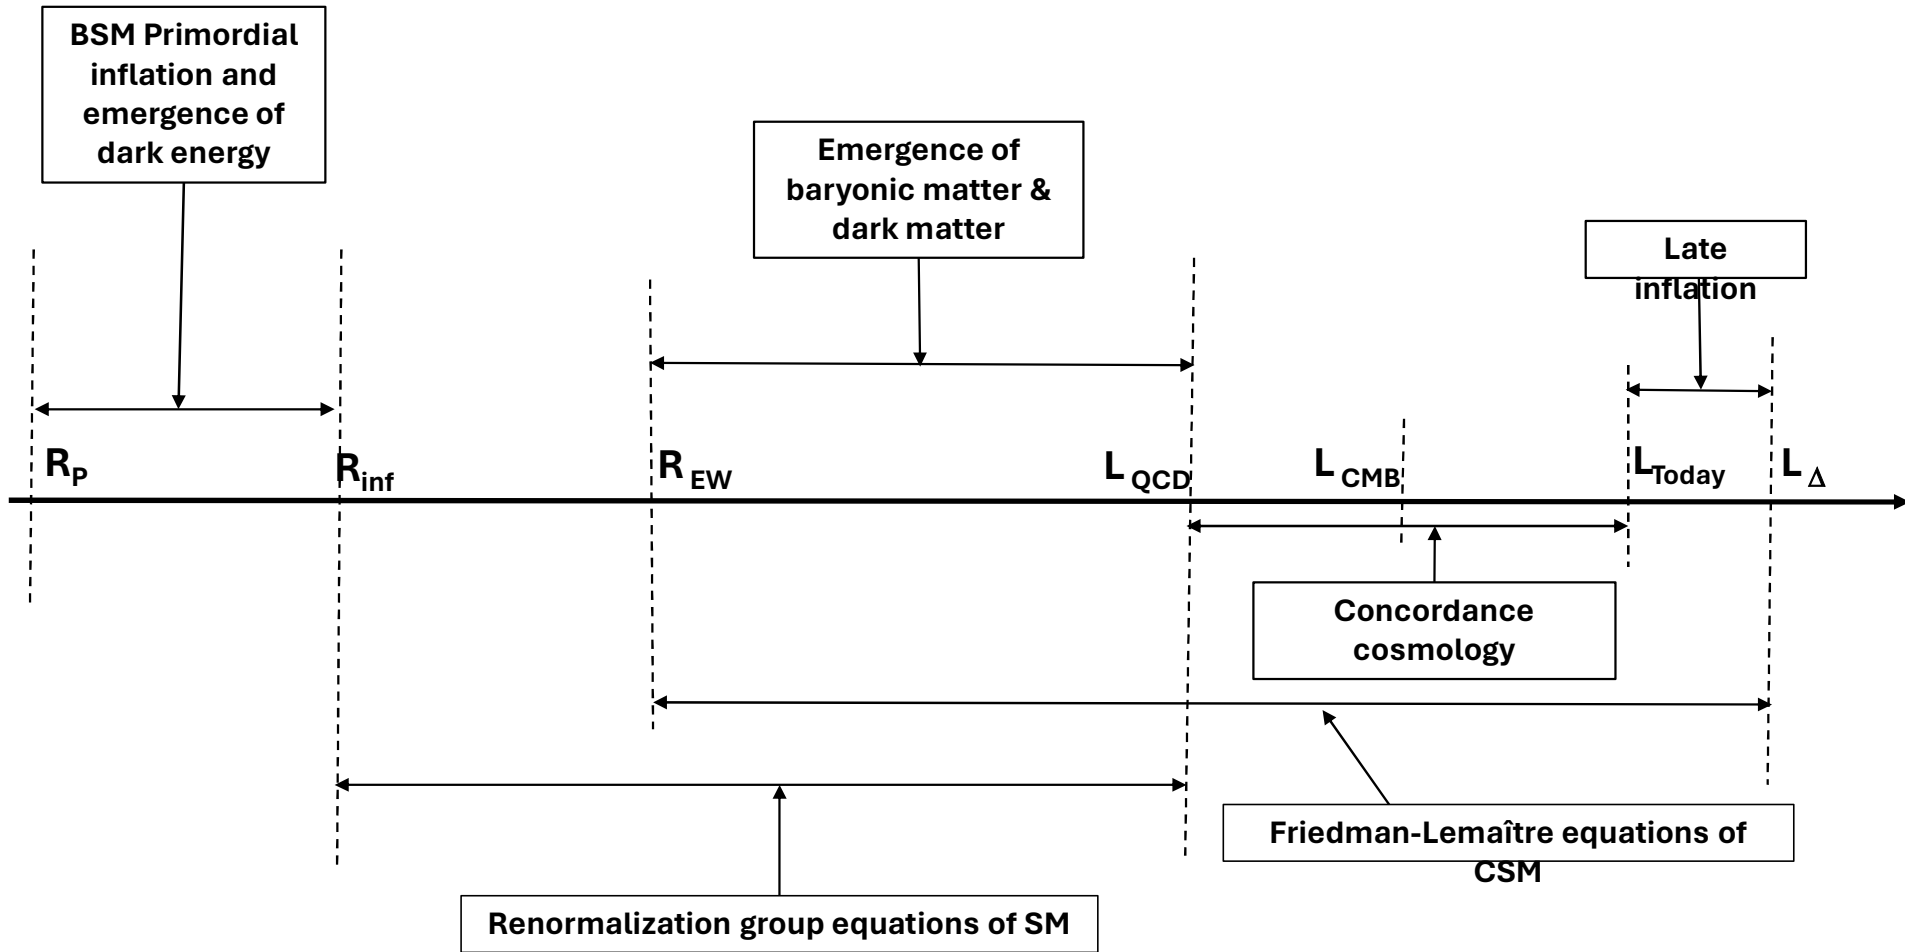 BSM Primordial
inflation and
emergence of
dark energy
Emergence of
baryonic matter &
dark matter
Late
inflation
R_P
R_inf
R_EW
L_QCD
L_CMB
L_Today
L_Δ
Concordance
cosmology
Friedman-Lemaître equations of
CSM
Renormalization group equations of SM